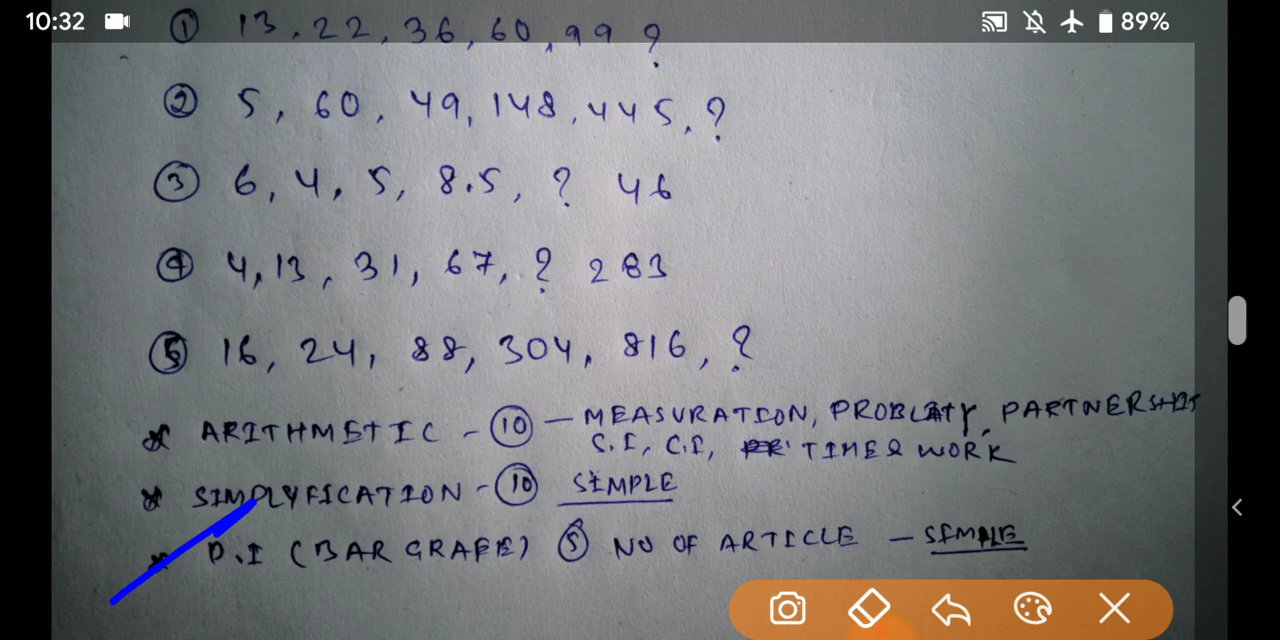 10:32 89%
① 13, 22, 36, 60, 99 ?
② 5, 60, 49, 148, 445, ?
③ 6, 4, 5, 8.5, ? 46
④ 4, 13, 31, 67, ? 283
⑤ 16, 24, 88, 304, 816, ?
* ARITHMETIC - ⑩ - MEASURATION, PARTNERSHIP
S.I, C.I, TIME & WORK
* SIMPLYFICATION - ⑩ SIMPLE
* D.I (BAR GRAFE) ⑤ NO OF ARTICLE - SIMPLE